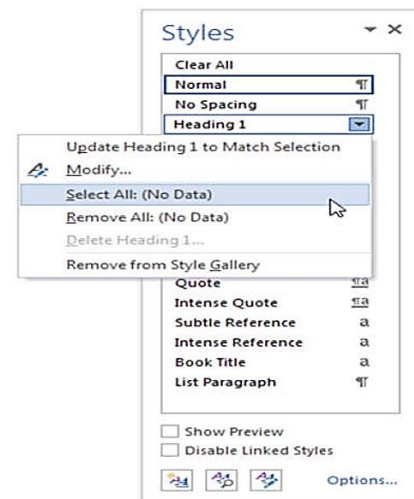 Styles
Clear All
Normal
No Spacing
Heading 1
Update Heading 1 to Match Selection
Modify...
Select All: (No Data)
Remove All: (No Data)
Delete Heading 1...
Remove from Style Gallery
Quote
Intense Quote
Subtle Reference
Intense Reference
Book Title
List Paragraph
Show Preview
Disable Linked Styles
Options...